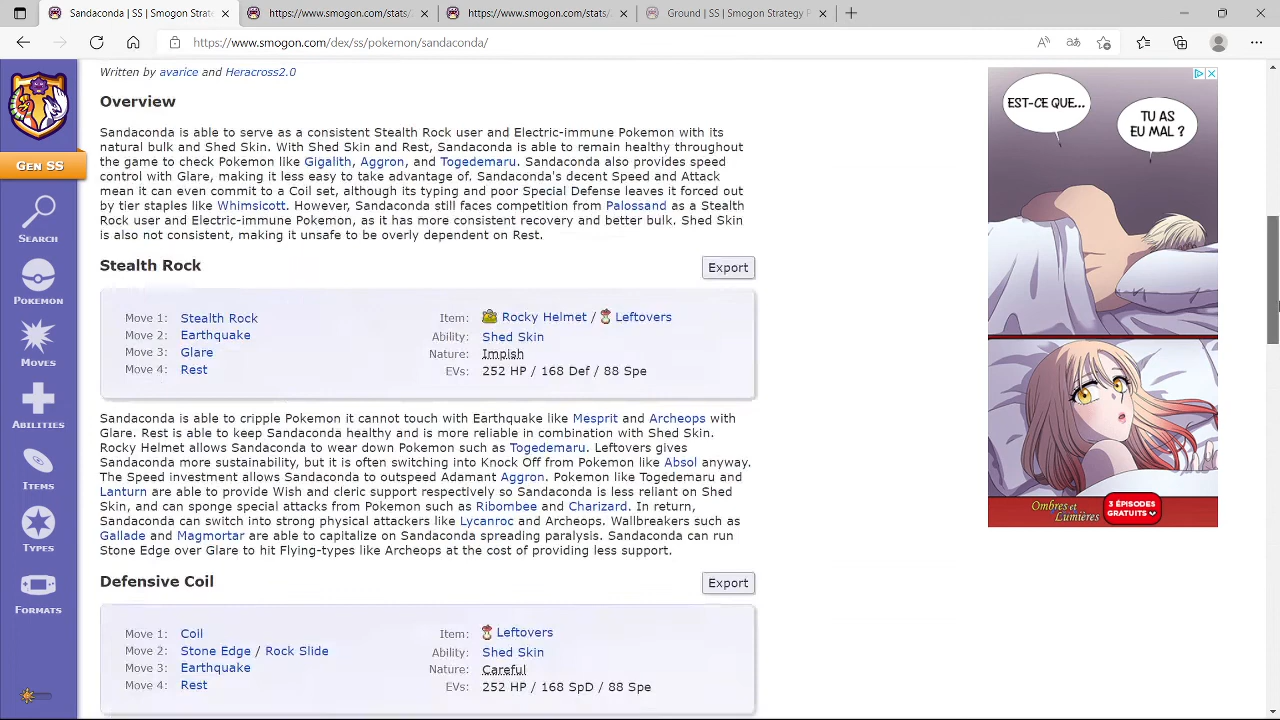 Sandaconda | SS | Smogon Strate
https://www.smogon.com/stats/
https://www.smogon.com/stats/
Ground | SS | Smogon Strategy P
https://www.smogon.com/dex/ss/pokemon/sandaconda/
Gen SS
Search
Pokemon
Moves
Abilities
Items
Types
Formats
Written by avarice and Heracross2.0
Overview
Sandaconda is able to serve as a consistent Stealth Rock user and Electric-immune Pokemon with its
natural bulk and Shed Skin. With Shed Skin and Rest, Sandaconda is able to remain healthy throughout
the game to check Pokemon like Gigalith, Aggron, and Togedemaru. Sandaconda also provides speed
control with Glare, making it less easy to take advantage of. Sandaconda's decent Speed and Attack
mean it can even commit to a Coil set, although its typing and poor Special Defense leaves it forced out
by tier staples like Whimsicott. However, Sandaconda still faces competition from Palossand as a Stealth
Rock user and Electric-immune Pokemon, as it has more consistent recovery and better bulk. Shed Skin
is also not consistent, making it unsafe to be overly dependent on Rest.
Stealth Rock
Export
Move 1: Stealth Rock
Move 2: Earthquake
Move 3: Glare
Move 4: Rest
Item: Rocky Helmet / Leftovers
Ability: Shed Skin
Nature: Impish
EVs: 252 HP / 168 Def / 88 Spe
Sandaconda is able to cripple Pokemon it cannot touch with Earthquake like Mesprit and Archeops with
Glare. Rest is able to keep Sandaconda healthy and is more reliable in combination with Shed Skin.
Rocky Helmet allows Sandaconda to wear down Pokemon such as Togedemaru. Leftovers gives
Sandaconda more sustainability, but it is often switching into Knock Off from Pokemon like Absol anyway.
The Speed investment allows Sandaconda to outspeed Adamant Aggron. Pokemon like Togedemaru and
Lanturn are able to provide Wish and cleric support respectively so Sandaconda is less reliant on Shed
Skin, and can sponge special attacks from Pokemon such as Ribombee and Charizard. In return,
Sandaconda can switch into strong physical attackers like Lycanroc and Archeops. Wallbreakers such as
Gallade and Magmortar are able to capitalize on Sandaconda spreading paralysis. Sandaconda can run
Stone Edge over Glare to hit Flying-types like Archeops at the cost of providing less support.
Defensive Coil
Export
Move 1: Coil
Move 2: Stone Edge / Rock Slide
Move 3: Earthquake
Move 4: Rest
Item: Leftovers
Ability: Shed Skin
Nature: Careful
EVs: 252 HP / 168 SpD / 88 Spe
EST-CE QUE...
TU AS
EU MAL ?
Ombres et
Lumières
3 ÉPISODES
GRATUITS